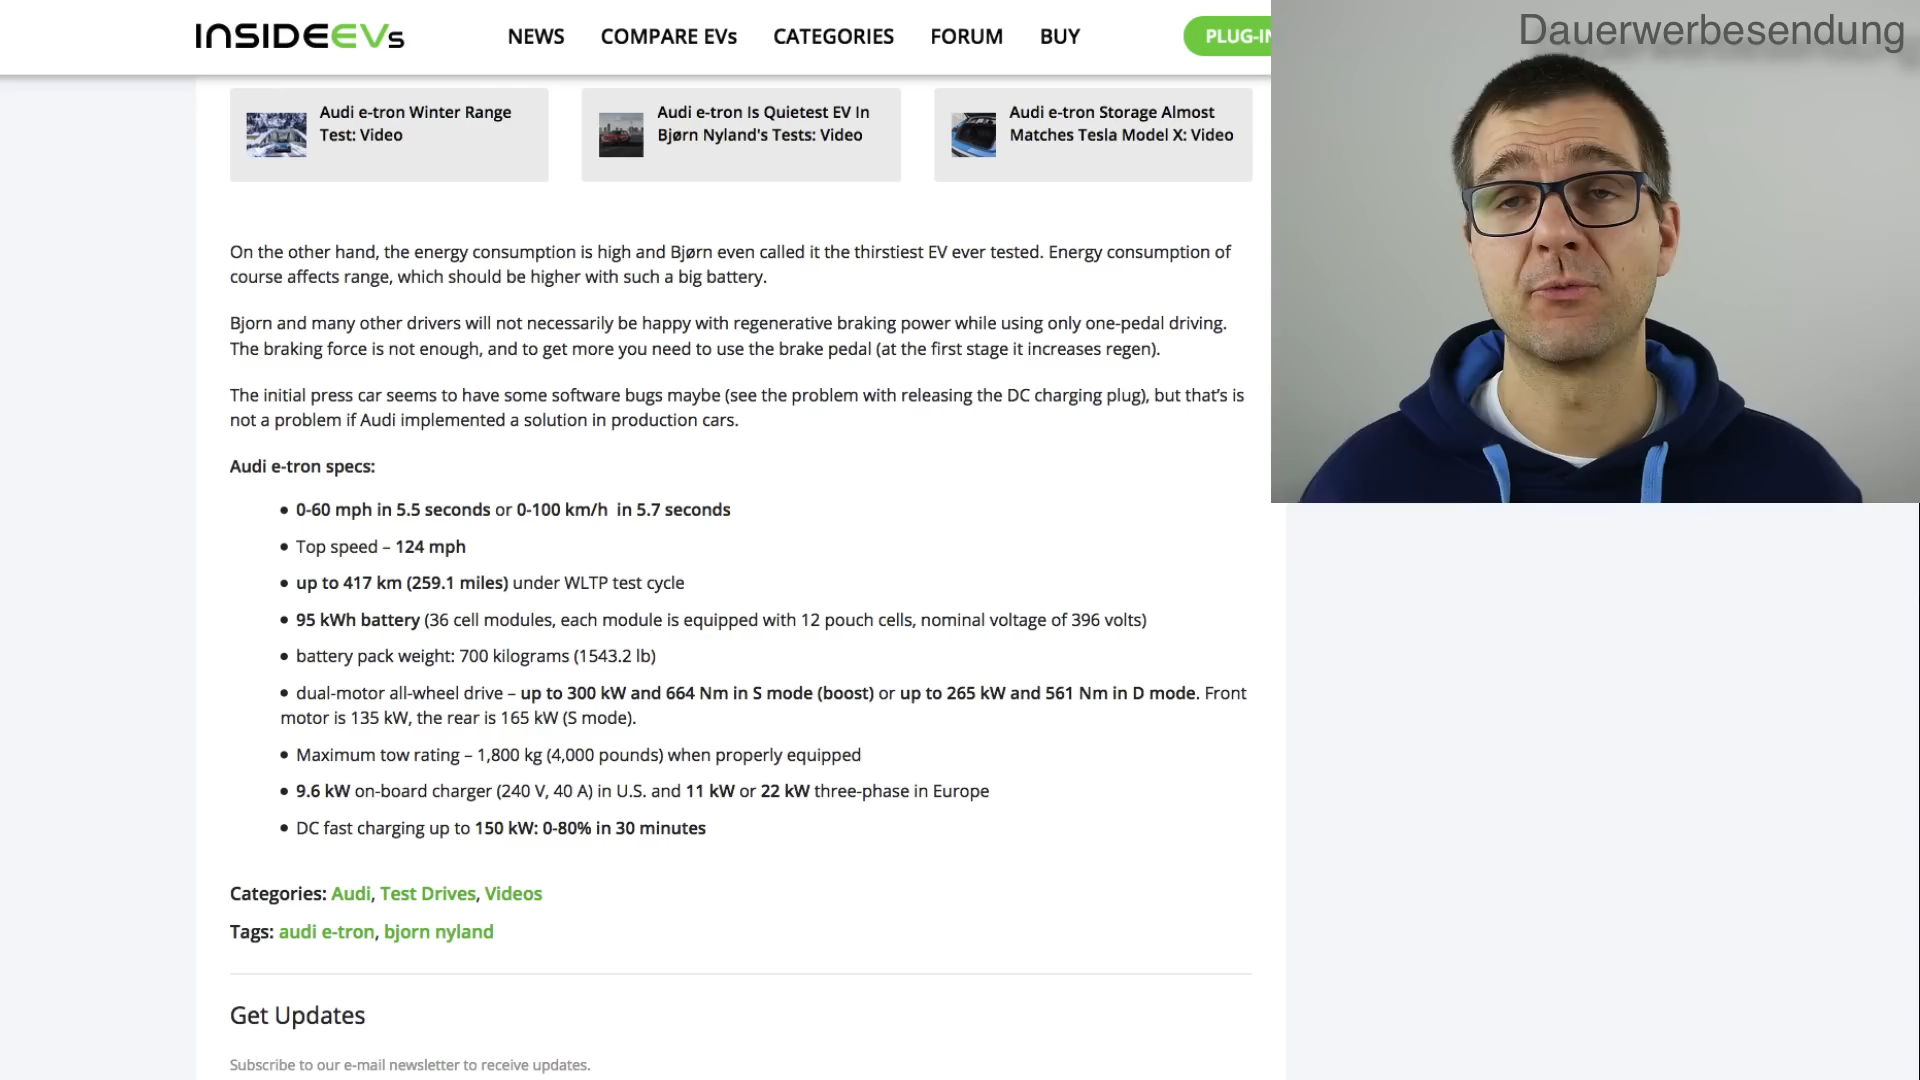 INSIDEEVs
NEWS COMPARE EVs CATEGORIES FORUM BUY PLUG-IN
Dauerwerbesendung
Audi e-tron Winter Range
Test: Video
Audi e-tron Is Quietest EV In
Bjørn Nyland's Tests: Video
Audi e-tron Storage Almost
Matches Tesla Model X: Video
On the other hand, the energy consumption is high and Bjørn even called it the thirstiest EV ever tested. Energy consumption of
course affects range, which should be higher with such a big battery.
Bjorn and many other drivers will not necessarily be happy with regenerative braking power while using only one-pedal driving.
The braking force is not enough, and to get more you need to use the brake pedal (at the first stage it increases regen).
The initial press car seems to have some software bugs maybe (see the problem with releasing the DC charging plug), but that’s is
not a problem if Audi implemented a solution in production cars.
Audi e-tron specs:
• 0-60 mph in 5.5 seconds or 0-100 km/h in 5.7 seconds
• Top speed – 124 mph
• up to 417 km (259.1 miles) under WLTP test cycle
• 95 kWh battery (36 cell modules, each module is equipped with 12 pouch cells, nominal voltage of 396 volts)
• battery pack weight: 700 kilograms (1543.2 lb)
• dual-motor all-wheel drive – up to 300 kW and 664 Nm in S mode (boost) or up to 265 kW and 561 Nm in D mode. Front
motor is 135 kW, the rear is 165 kW (S mode).
• Maximum tow rating – 1,800 kg (4,000 pounds) when properly equipped
• 9.6 kW on-board charger (240 V, 40 A) in U.S. and 11 kW or 22 kW three-phase in Europe
• DC fast charging up to 150 kW: 0-80% in 30 minutes
Categories: Audi, Test Drives, Videos
Tags: audi e-tron, bjorn nyland
Get Updates
Subscribe to our e-mail newsletter to receive updates.